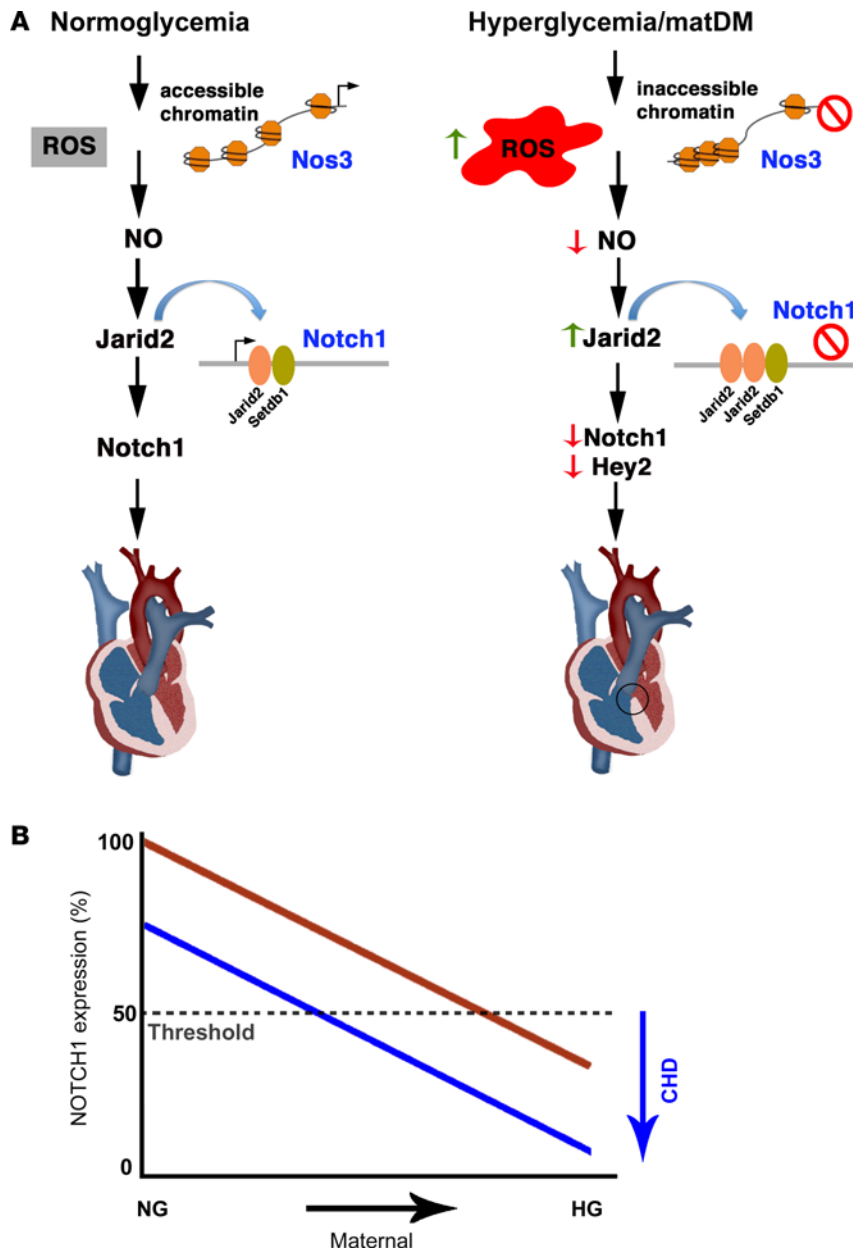 A
Normoglycemia
accessible
chromatin
ROS
Nos3
NO
Jarid2
Notch1
Jarid2
Setdb1
Notch1
Hyperglycemia/matDM
inaccessible
chromatin
↑
ROS
Nos3
↓ NO
↑Jarid2
Notch1
Jarid2
Jarid2
Setdb1
↓Notch1
↓ Hey2
B
NOTCH1 expression (%)
100
50
0
Threshold
CHD
NG
HG
Maternal